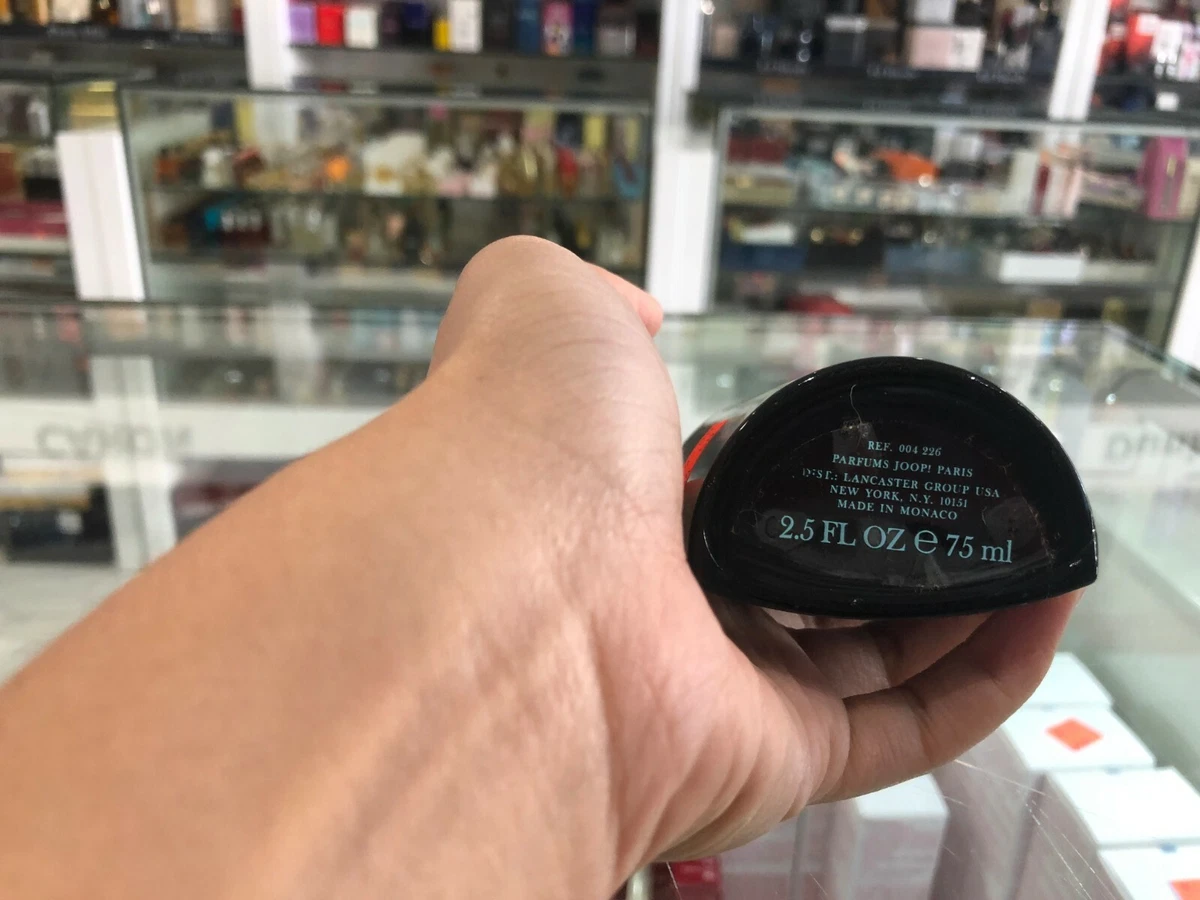 REF. 004 226
PARFUMS JOOP! PARIS
DIST.: LANCASTER GROUP USA
NEW YORK, N.Y. 10151
MADE IN MONACO
2.5 FL OZ ℮ 75 ml